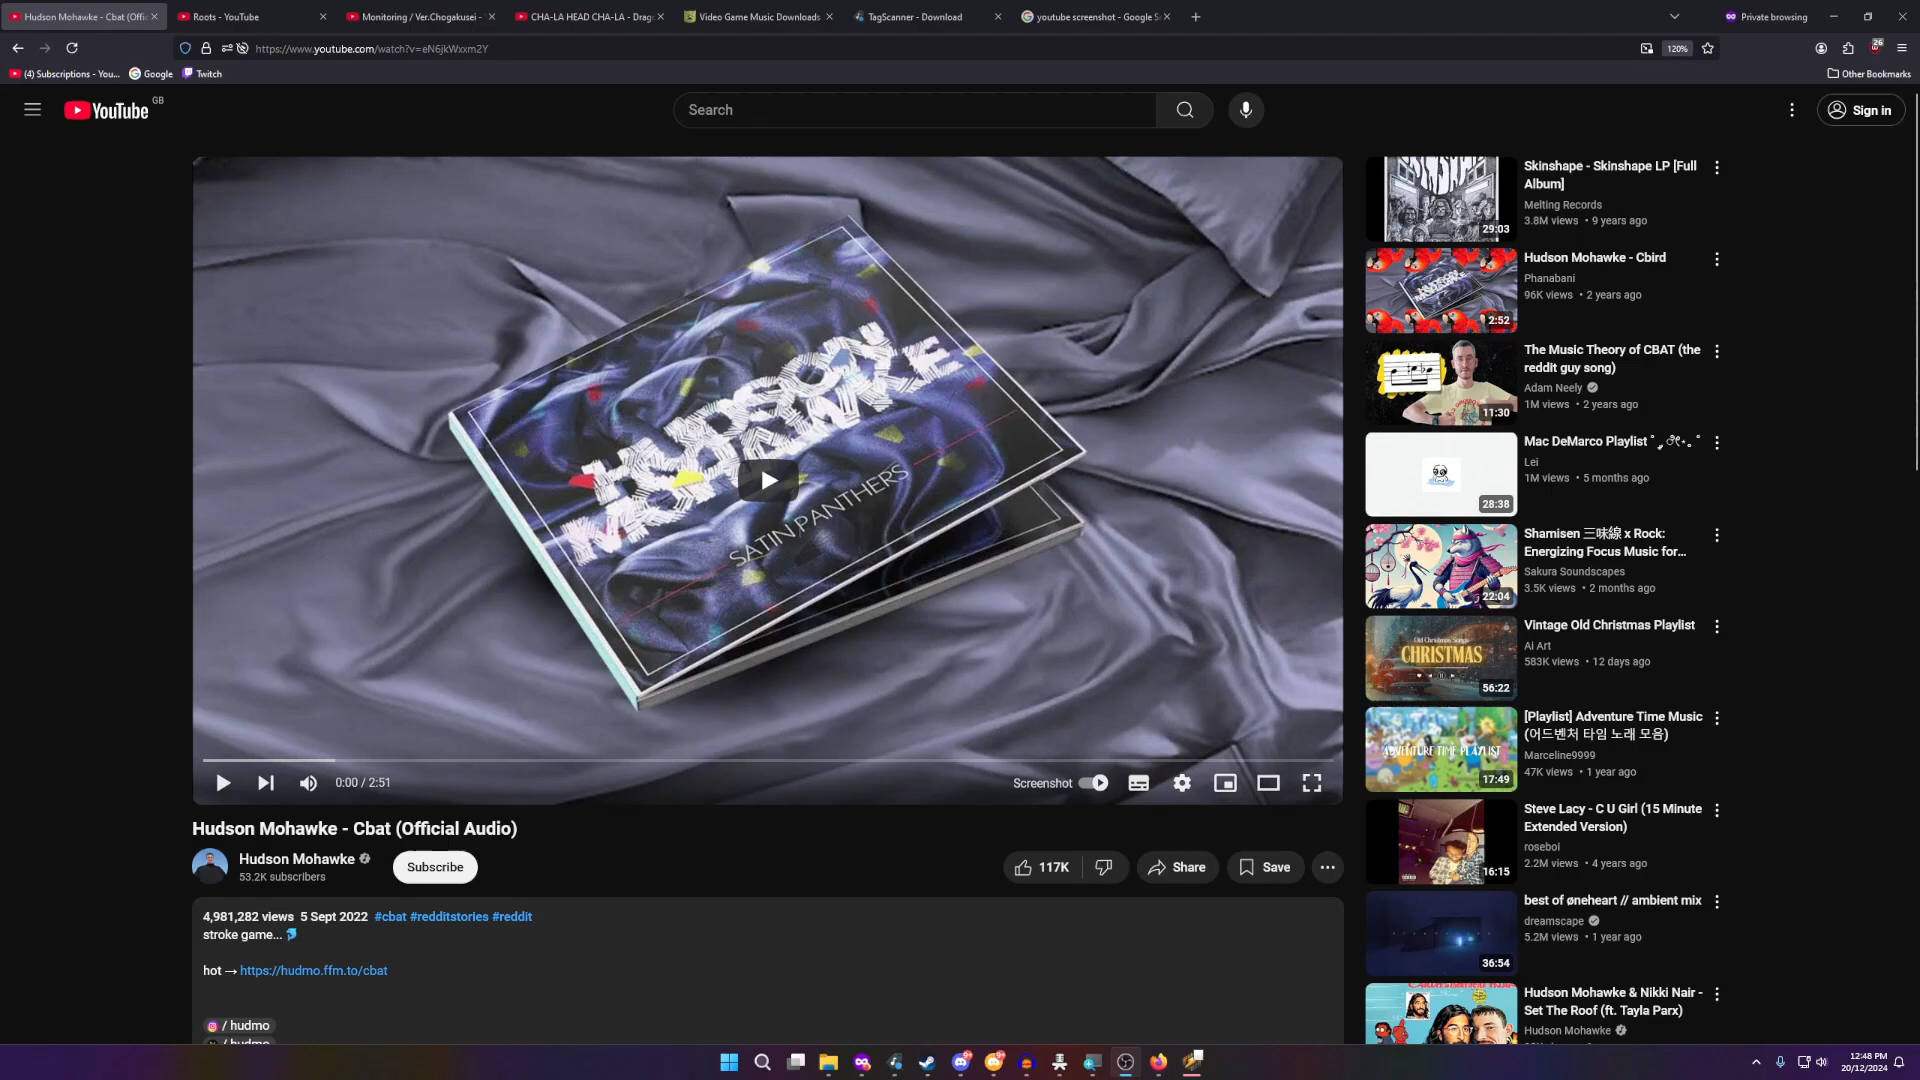 Hudson Mohawke - Cbat (Offic
Roots - YouTube
Monitoring / Ver.Chogakusei -
CHA-LA HEAD CHA-LA - Drag
Video Game Music Downloads
TagScanner - Download
youtube screenshot - Google Se
Private browsing
https://www.youtube.com/watch?v=eN6jkWxxm2Y
120%
26
(4) Subscriptions - You...
Google
Twitch
Other Bookmarks
YouTube GB
Search
Sign in
HUDSON
MOHAWKE
SATIN PANTHERS
0:00 / 2:51
Screenshot
Hudson Mohawke - Cbat (Official Audio)
Hudson Mohawke
53.2K subscribers
Subscribe
117K
Share
Save
4,981,282 views 5 Sept 2022 #cbat #redditstories #reddit
stroke game...
hot → https://hudmo.ffm.to/cbat
/ hudmo
/ hudmo
29:03
Skinshape - Skinshape LP [Full
Album]
Melting Records
3.8M views • 9 years ago
2:52
Hudson Mohawke - Cbird
Phanabani
96K views • 2 years ago
11:30
The Music Theory of CBAT (the
reddit guy song)
Adam Neely
1M views • 2 years ago
28:38
Mac DeMarco Playlist
Lei
1M views • 5 months ago
22:04
Shamisen 三味線 x Rock:
Energizing Focus Music for...
Sakura Soundscapes
3.5K views • 2 months ago
Old Christmas Songs
CHRISTMAS
56:22
Vintage Old Christmas Playlist
AI Art
583K views • 12 days ago
ADVENTURE TIME PLAYLIST
17:49
[Playlist] Adventure Time Music
(어드벤처 타임 노래 모음)
Marceline9999
47K views • 1 year ago
16:15
Steve Lacy - C U Girl (15 Minute
Extended Version)
roseboi
2.2M views • 4 years ago
36:54
best of øneheart // ambient mix
dreamscape
5.2M views • 1 year ago
Hudson Mohawke & Nikki Nair -
Set The Roof (ft. Tayla Parx)
Hudson Mohawke
12:48 PM
20/12/2024